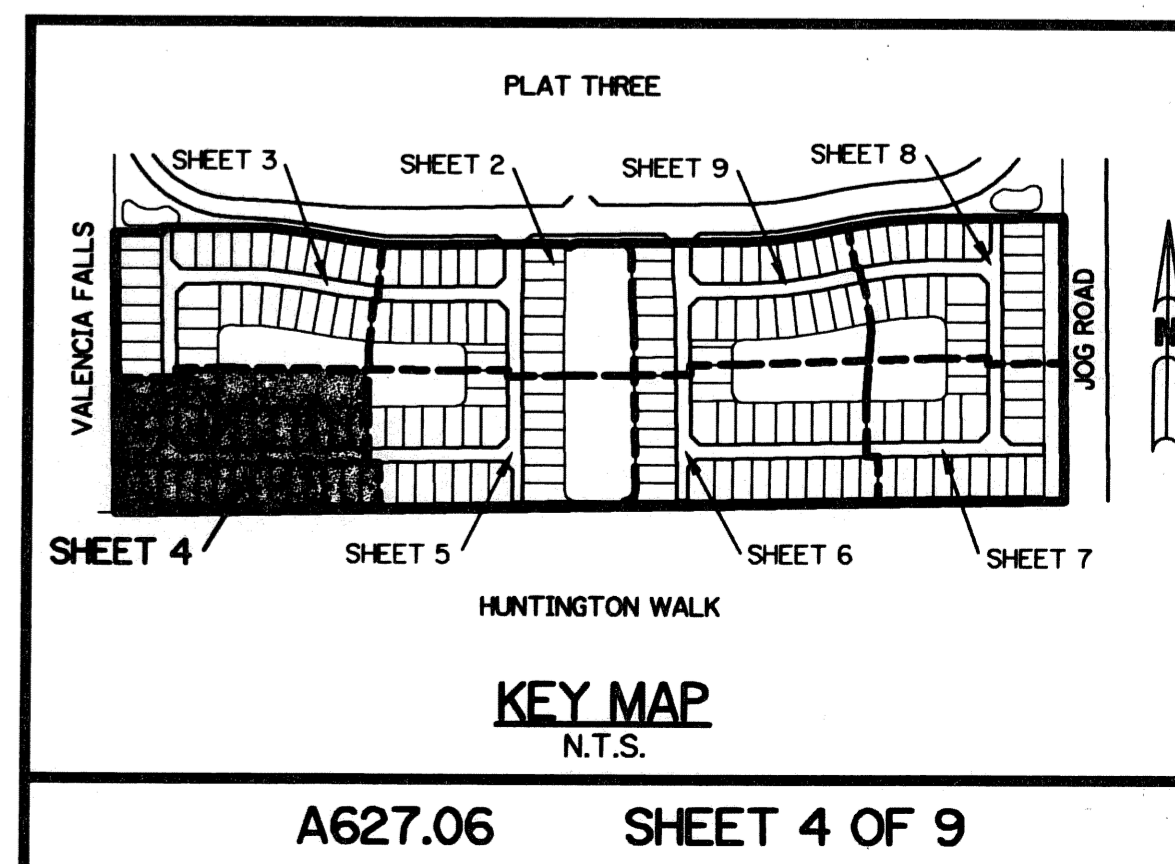 PLAT THREE
SHEET 3
SHEET 2
SHEET 9
SHEET 8
VALENCIA FALLS
JOG ROAD
N
SHEET 4
SHEET 5
SHEET 6
SHEET 7
HUNTINGTON WALK
KEY MAP
N.T.S.
A627.06 SHEET 4 OF 9